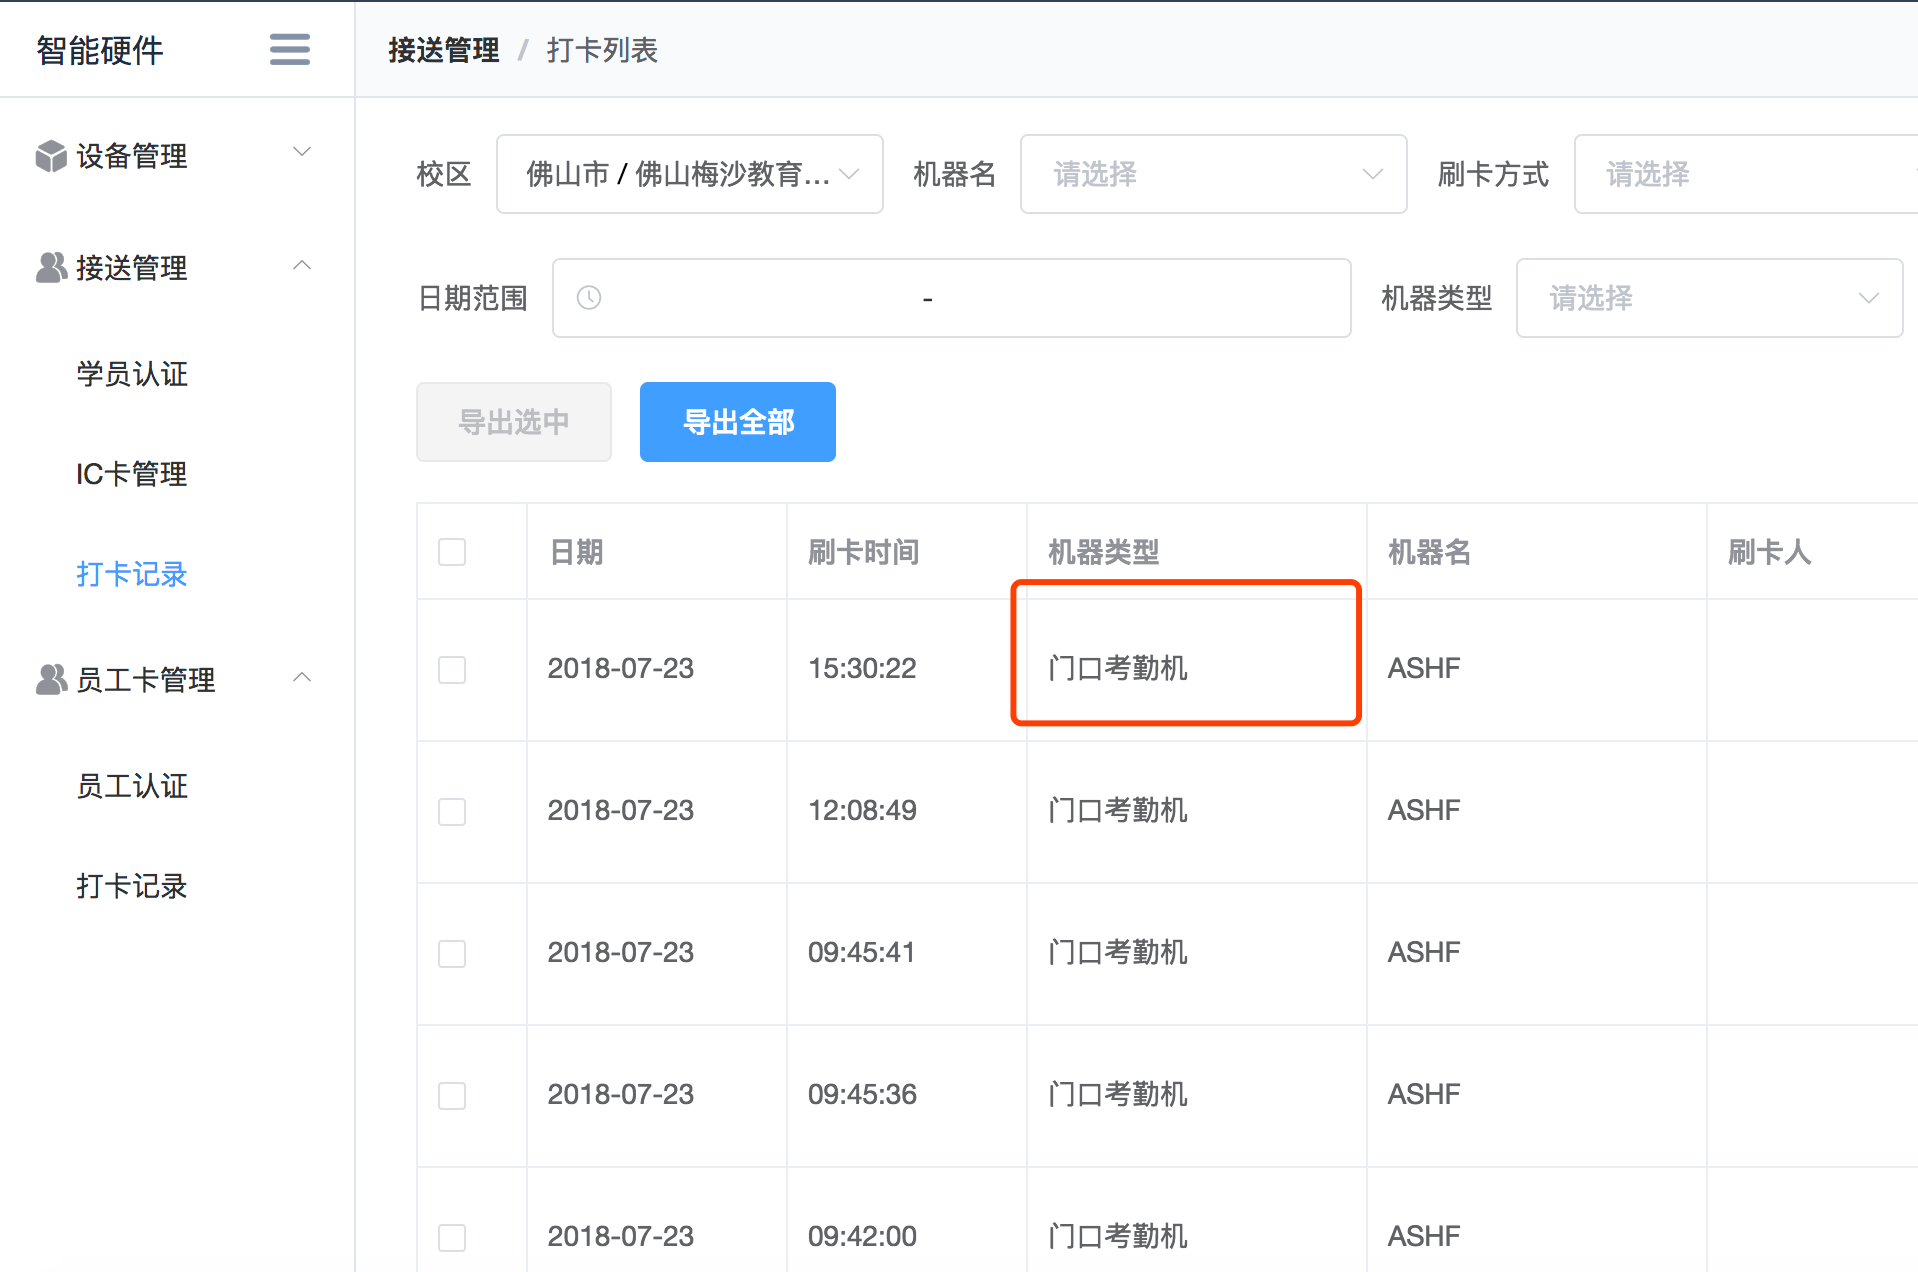 智能硬件
接送管理 / 打卡列表
设备管理
接送管理
学员认证
IC卡管理
打卡记录
员工卡管理
员工认证
打卡记录
校区 佛山市 / 佛山梅沙教育... 机器名 请选择 刷卡方式 请选择
日期范围 - 机器类型 请选择
导出选中 导出全部
日期 刷卡时间 机器类型 机器名 刷卡人
2018-07-23 15:30:22 门口考勤机 ASHF
2018-07-23 12:08:49 门口考勤机 ASHF
2018-07-23 09:45:41 门口考勤机 ASHF
2018-07-23 09:45:36 门口考勤机 ASHF
2018-07-23 09:42:00 门口考勤机 ASHF